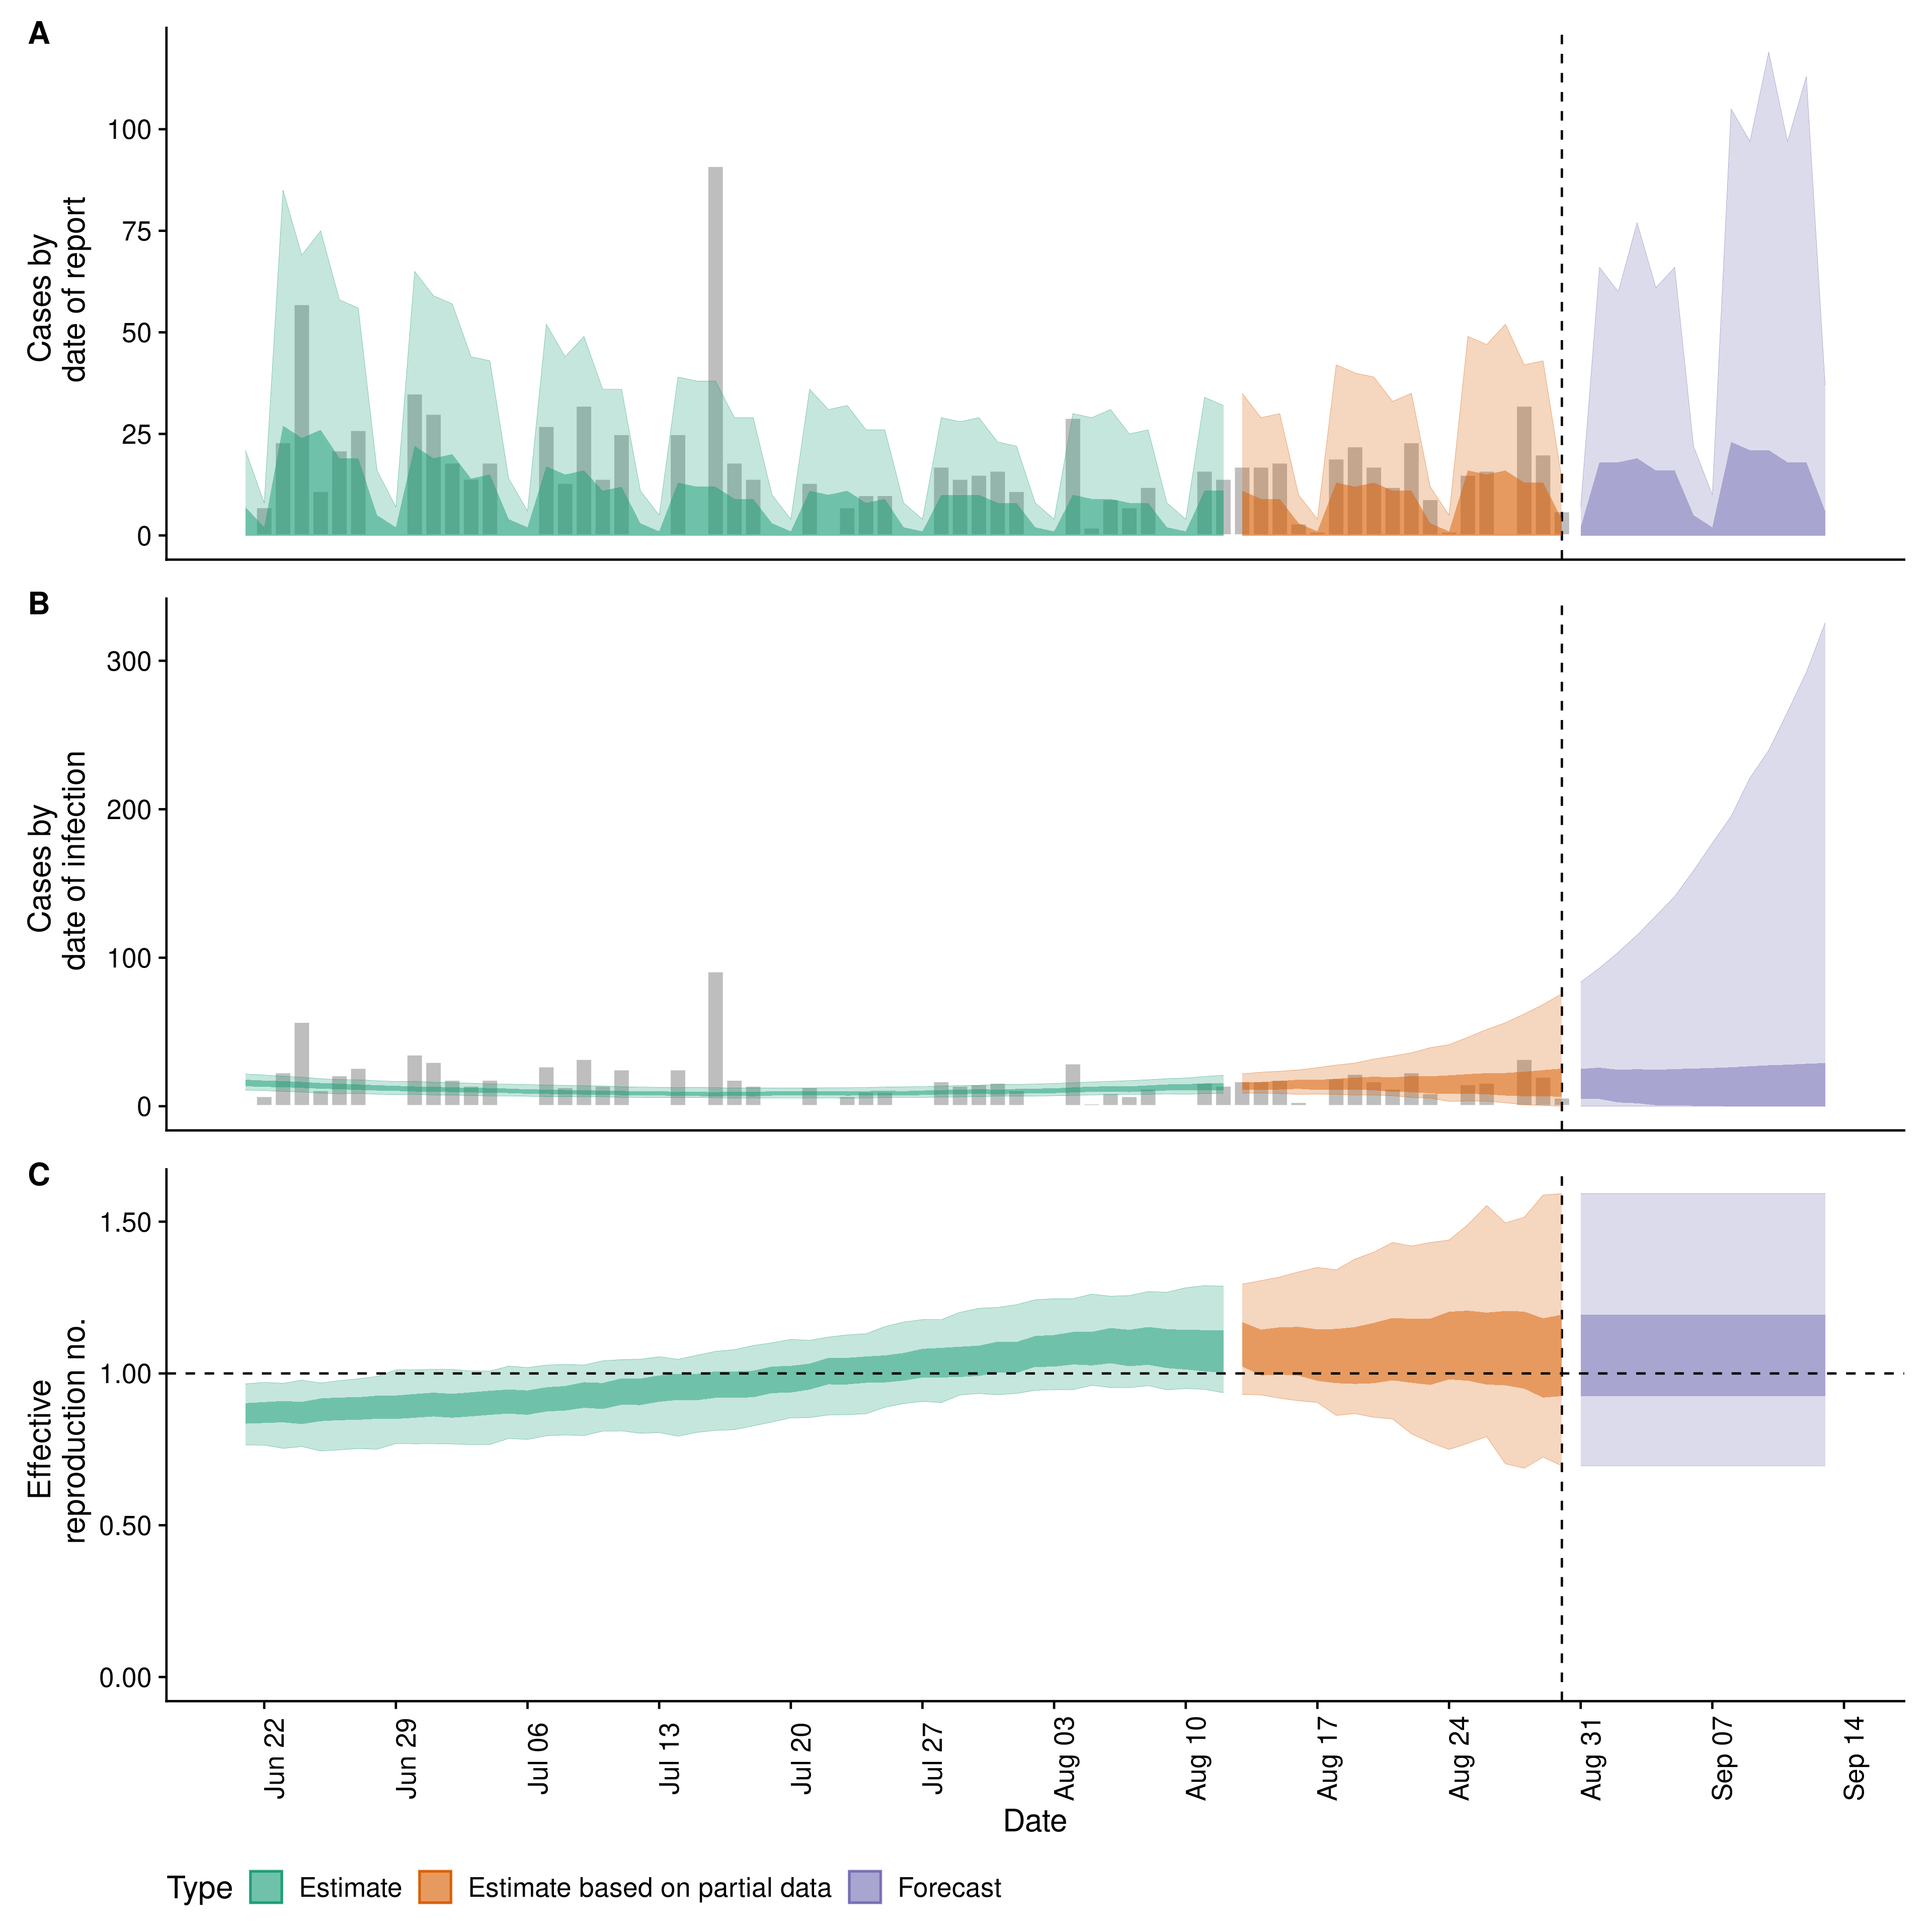 A
Cases by
date of report
100
75
50
25
0
B
Cases by
date of infection
300
200
100
0
C
Effective
reproduction no.
1.50
1.00
0.50
0.00
Jun 22
Jun 29
Jul 06
Jul 13
Jul 20
Jul 27
Aug 03
Aug 10
Aug 17
Aug 24
Aug 31
Sep 07
Sep 14
Date
Type Estimate Estimate based on partial data Forecast